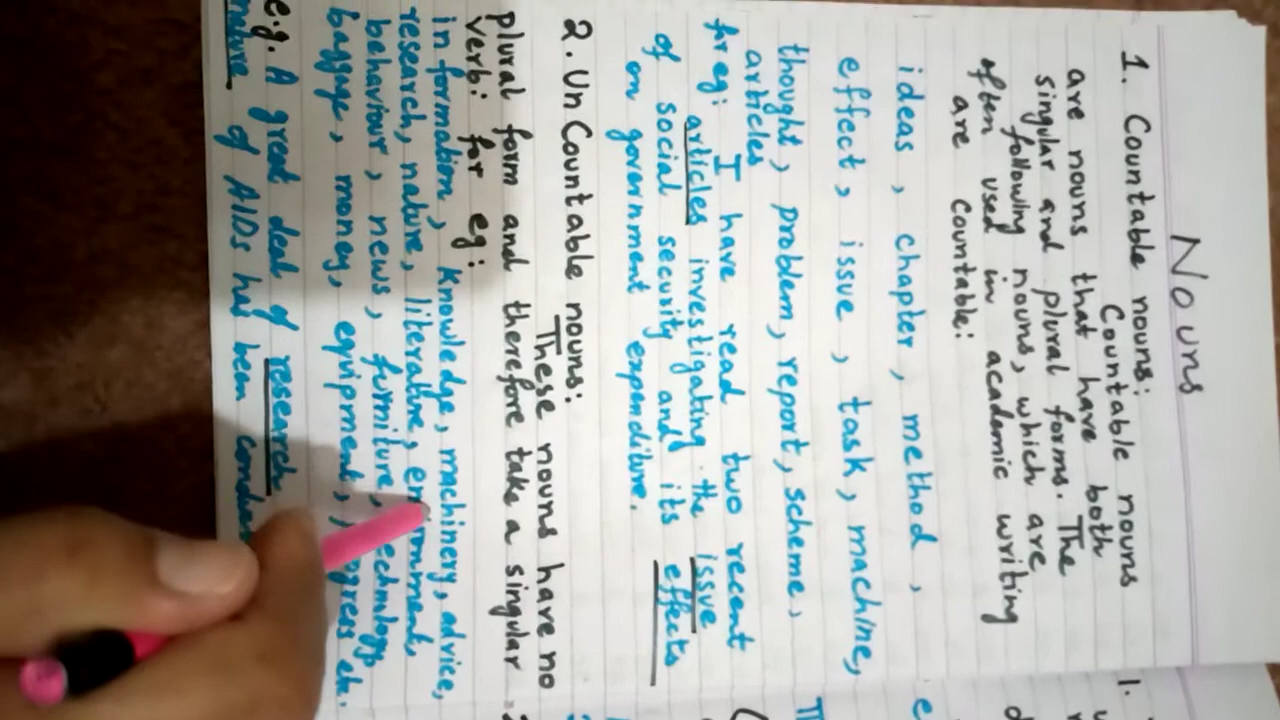 Nouns
1. Countable nouns:
Countable nouns
are nouns that have both
singular and plural forms. The
following nouns, which are
often used in academic writing
are countable:
ideas, chapter, method,
effect, issue, task, machine,
thought, problem, report, scheme,
articles
for eg: I have read two recent
articles investigating the issue
of social security and its effects
on government expenditure.
2. UnCountable nouns:
These nouns have no
plural form and therefore take a singular
verb: for eg:
information, knowledge, machinery, advice,
research, nature, literature,
behaviour, news, furniture,
baggage, money, equipment, etc.
e.g. A great deal of research
nature of AIDs has been
1.